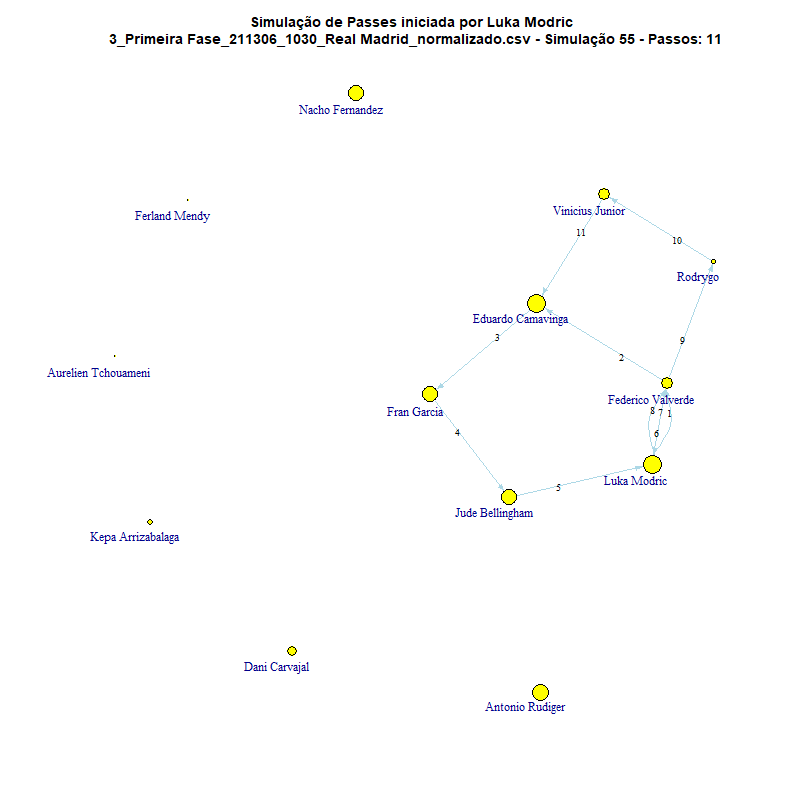 Simulação de Passes iniciada por Luka Modric
3_Primeira Fase_211306_1030_Real Madrid_normalizado.csv - Simulação 55 - Passos: 11
Nacho Fernandez
Ferland Mendy
Vinicius Junior
11
10
Rodrygo
Eduardo Camavinga
3
9
2
Aurelien Tchouameni
Federico Valverde
Fran Garcia
8
7
1
4
6
Luka Modric
5
Jude Bellingham
Kepa Arrizabalaga
Dani Carvajal
Antonio Rudiger